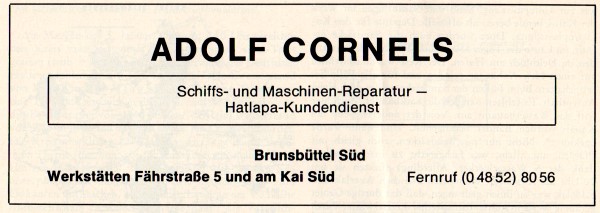 ADOLF CORNELS
Schiffs- und Maschinen-Reparatur —
Hatlapa-Kundendienst
Brunsbüttel Süd
Werkstätten Fährstraße 5 und am Kai Süd Fernruf (0 48 52) 80 56